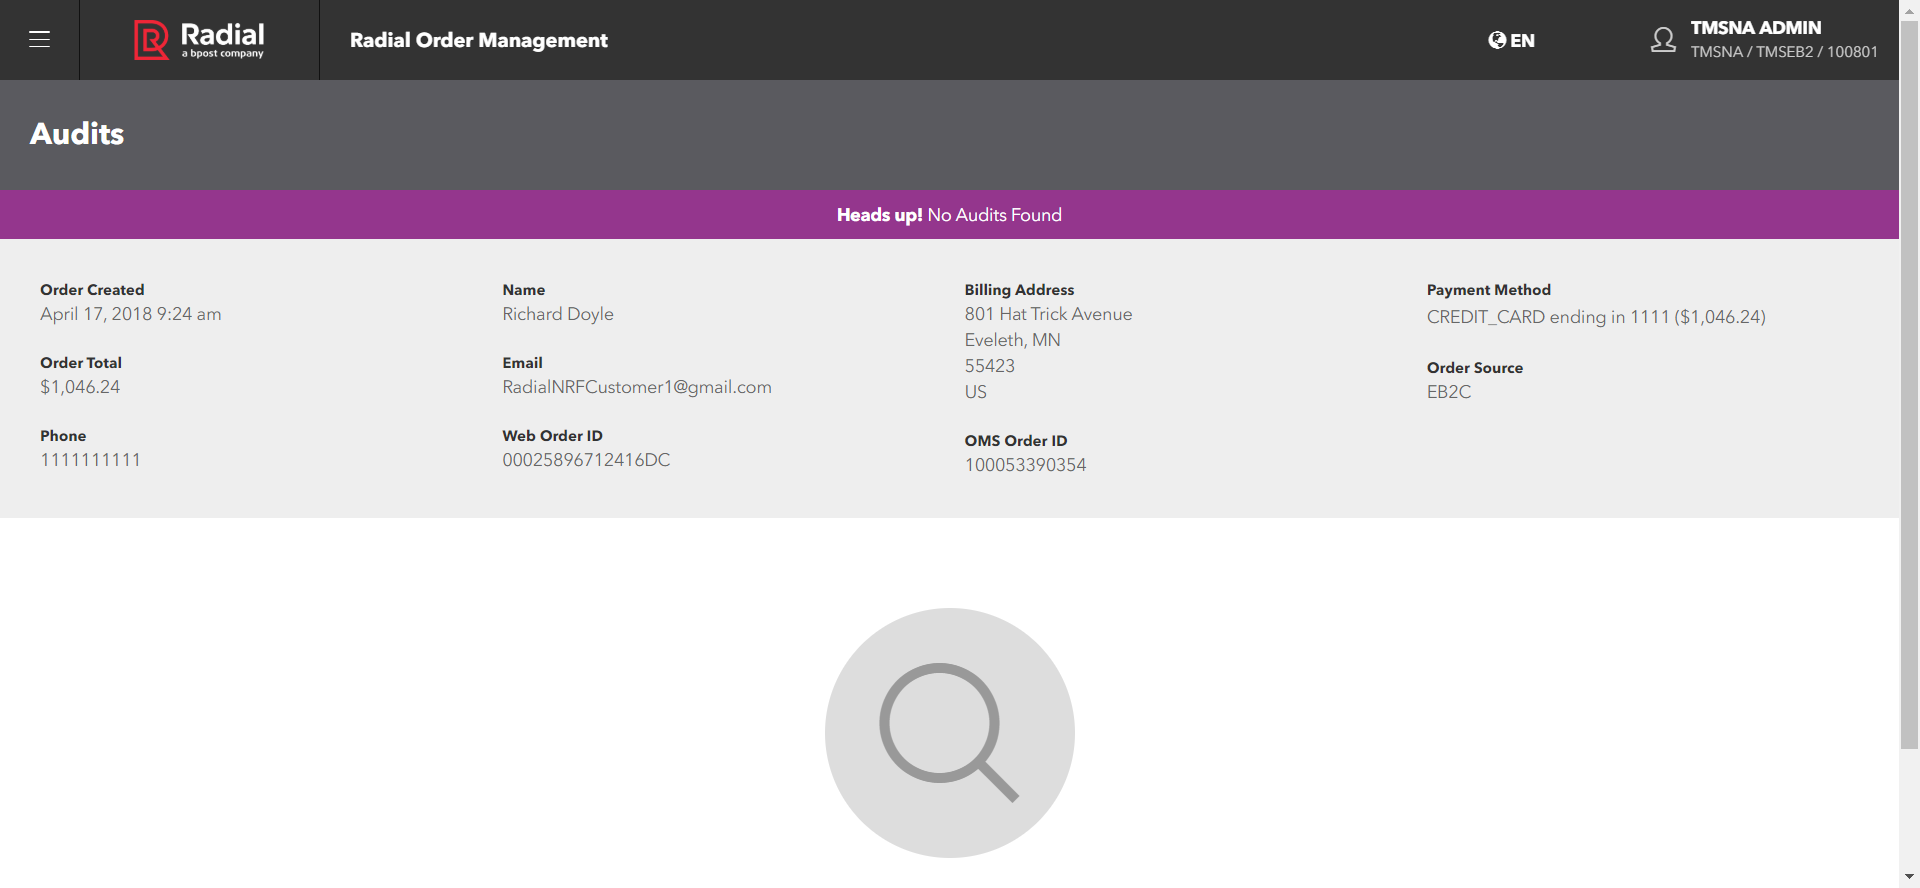 Radial
a bpost company
Radial Order Management
EN
TMSNA ADMIN
TMSNA / TMSEB2 / 100801
Audits
Heads up! No Audits Found
Order Created
April 17, 2018 9:24 am
Order Total
$1,046.24
Phone
1111111111
Name
Richard Doyle
Email
RadialNRFCustomer1@gmail.com
Web Order ID
00025896712416DC
Billing Address
801 Hat Trick Avenue
Eveleth, MN
55423
US
OMS Order ID
100053390354
Payment Method
CREDIT_CARD ending in 1111 ($1,046.24)
Order Source
EB2C